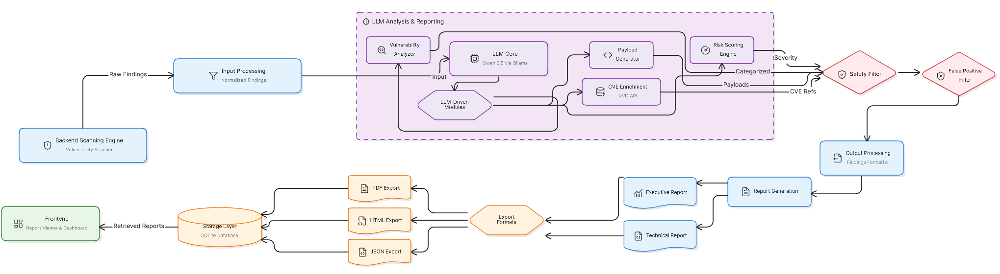 LLM Analysis & Reporting
Vulnerability
Analyzer
LLM Core
Qwen 2.5 via Ollama
Payload
Generator
Risk Scoring
Engine
Severity
Input Processing
Normalized Findings
Raw Findings
Input
Categorized
Safety Filter
False Positive
Filter
Payloads
CVE Enrichment
NVD API
CVE Refs
LLM-Driven
Modules
Backend Scanning Engine
Vulnerability Scanner
Output Processing
Findings Formatter
PDF Export
Executive Report
Report Generation
Frontend
Report Viewer & Dashboard
Retrieved Reports
Storage Layer
SQLite Database
HTML Export
Export
Formals
Technical Report
JSON Export